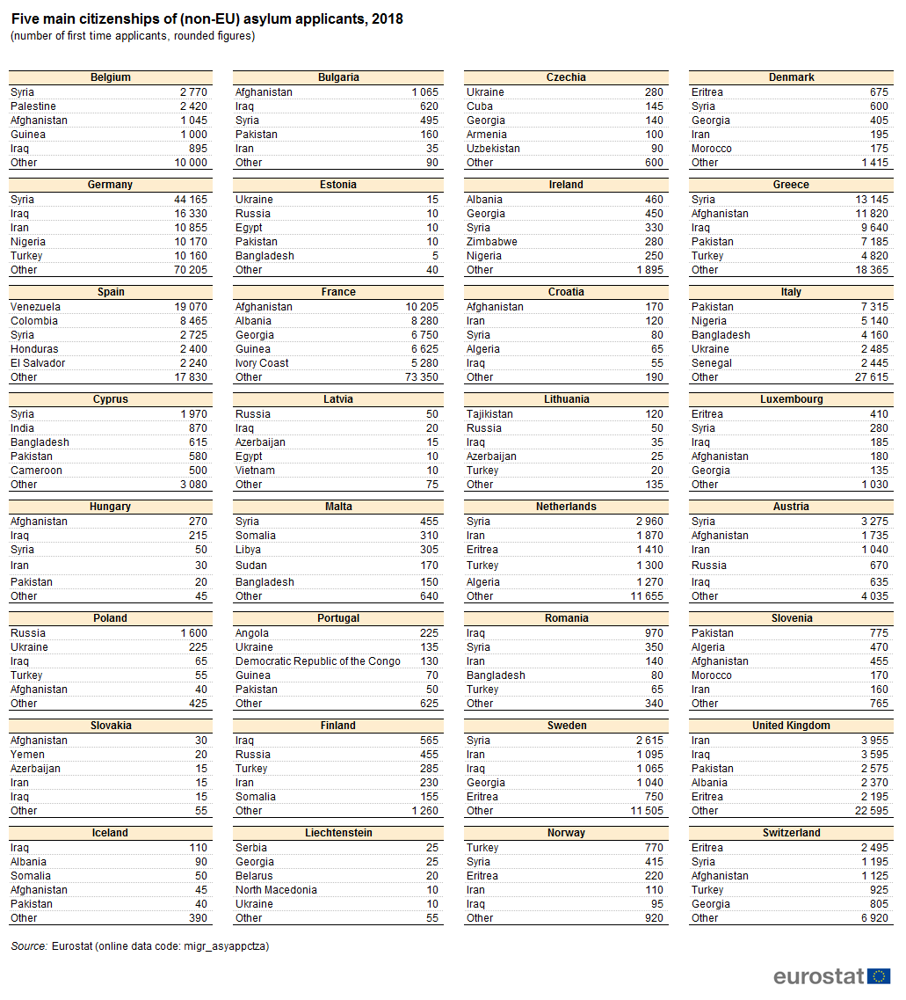 Five main citizenships of (non-EU) asylum applicants, 2018
(number of first time applicants, rounded figures)
Belgium
Syria 2 770
Palestine 2 420
Afghanistan 1 045
Guinea 1 000
Iraq 895
Other 10 000
Bulgaria
Afghanistan 1 065
Iraq 620
Syria 495
Pakistan 160
Iran 35
Other 90
Czechia
Ukraine 280
Cuba 145
Georgia 140
Armenia 100
Uzbekistan 90
Other 600
Denmark
Eritrea 675
Syria 600
Georgia 405
Iran 195
Morocco 175
Other 1 415
Germany
Syria 44 165
Iraq 16 330
Iran 10 855
Nigeria 10 170
Turkey 10 160
Other 70 205
Estonia
Ukraine 15
Russia 10
Egypt 10
Pakistan 10
Bangladesh 5
Other 40
Ireland
Albania 460
Georgia 450
Syria 330
Zimbabwe 280
Nigeria 250
Other 1 895
Greece
Syria 13 145
Afghanistan 11 820
Iraq 9 640
Pakistan 7 185
Turkey 4 820
Other 18 365
Spain
Venezuela 19 070
Colombia 8 465
Syria 2 725
Honduras 2 400
El Salvador 2 240
Other 17 830
France
Afghanistan 10 205
Albania 8 280
Georgia 6 750
Guinea 6 625
Ivory Coast 5 280
Other 73 350
Croatia
Afghanistan 170
Iran 120
Syria 80
Algeria 65
Iraq 55
Other 190
Italy
Pakistan 7 315
Nigeria 5 140
Bangladesh 4 160
Ukraine 2 485
Senegal 2 445
Other 27 615
Cyprus
Syria 1 970
India 870
Bangladesh 615
Pakistan 580
Cameroon 500
Other 3 080
Latvia
Russia 50
Iraq 20
Azerbaijan 15
Egypt 10
Vietnam 10
Other 75
Lithuania
Tajikistan 120
Russia 50
Iraq 35
Azerbaijan 25
Turkey 20
Other 135
Luxembourg
Eritrea 410
Syria 280
Iraq 185
Afghanistan 180
Georgia 135
Other 1 030
Hungary
Afghanistan 270
Iraq 215
Syria 50
Iran 30
Pakistan 20
Other 45
Malta
Syria 455
Somalia 310
Libya 305
Sudan 170
Bangladesh 150
Other 640
Netherlands
Syria 2 960
Iran 1 870
Eritrea 1 410
Turkey 1 300
Algeria 1 270
Other 11 655
Austria
Syria 3 275
Afghanistan 1 735
Iran 1 040
Russia 670
Iraq 635
Other 4 035
Poland
Russia 1 600
Ukraine 225
Iraq 65
Turkey 55
Afghanistan 40
Other 425
Portugal
Angola 225
Ukraine 135
Democratic Republic of the Congo 130
Guinea 70
Pakistan 50
Other 625
Romania
Iraq 970
Syria 350
Iran 140
Bangladesh 80
Turkey 65
Other 340
Slovenia
Pakistan 775
Algeria 470
Afghanistan 455
Morocco 170
Iran 160
Other 765
Slovakia
Afghanistan 30
Yemen 20
Azerbaijan 15
Iran 15
Iraq 15
Other 55
Finland
Iraq 565
Russia 455
Turkey 285
Iran 230
Somalia 155
Other 1 260
Sweden
Syria 2 615
Iran 1 095
Iraq 1 065
Georgia 1 040
Eritrea 750
Other 11 505
United Kingdom
Iran 3 955
Iraq 3 595
Pakistan 2 575
Albania 2 370
Eritrea 2 195
Other 22 595
Iceland
Iraq 110
Albania 90
Somalia 50
Afghanistan 45
Pakistan 40
Other 390
Liechtenstein
Serbia 25
Georgia 25
Belarus 20
North Macedonia 10
Ukraine 10
Other 55
Norway
Turkey 770
Syria 415
Eritrea 220
Iran 110
Iraq 95
Other 920
Switzerland
Eritrea 2 495
Syria 1 195
Afghanistan 1 125
Turkey 925
Georgia 805
Other 6 920
Source: Eurostat (online data code: migr_asyappctza)
eurostat